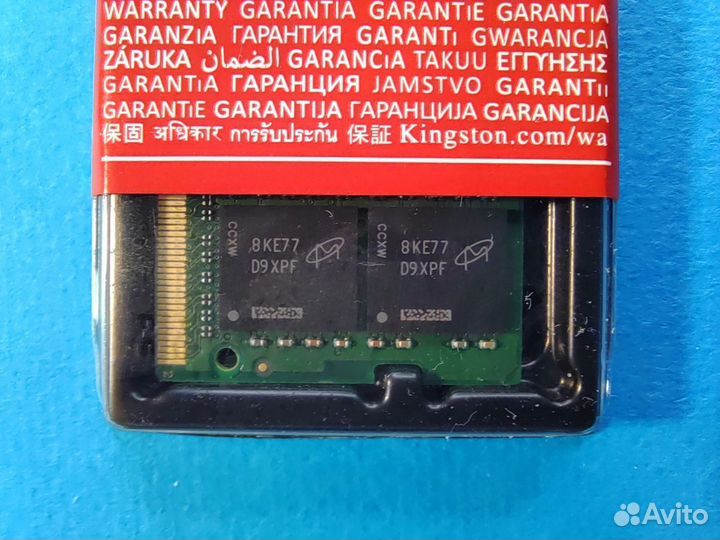 WARRANTY GARANTIA GARANTIE GARANTIA
GARANZIA ГАРАНТИЯ GARANTI GWARANCJA
ZÁRUKA الضمان GARANCIA TAKUU ΕΓΓΥΗΣΗΣ
GARANTIA ГАРАНЦИЯ JAMSTVO GARANTII
GARANTIE GARANTIJA ГАРАНЦИЈА GARANCIJA
保固 अधिकार การรับประกัน 保証 Kingston.com/wa
CCXW
8KE77
D9XPF
CCXW
8KE77
D9XPF
Avito